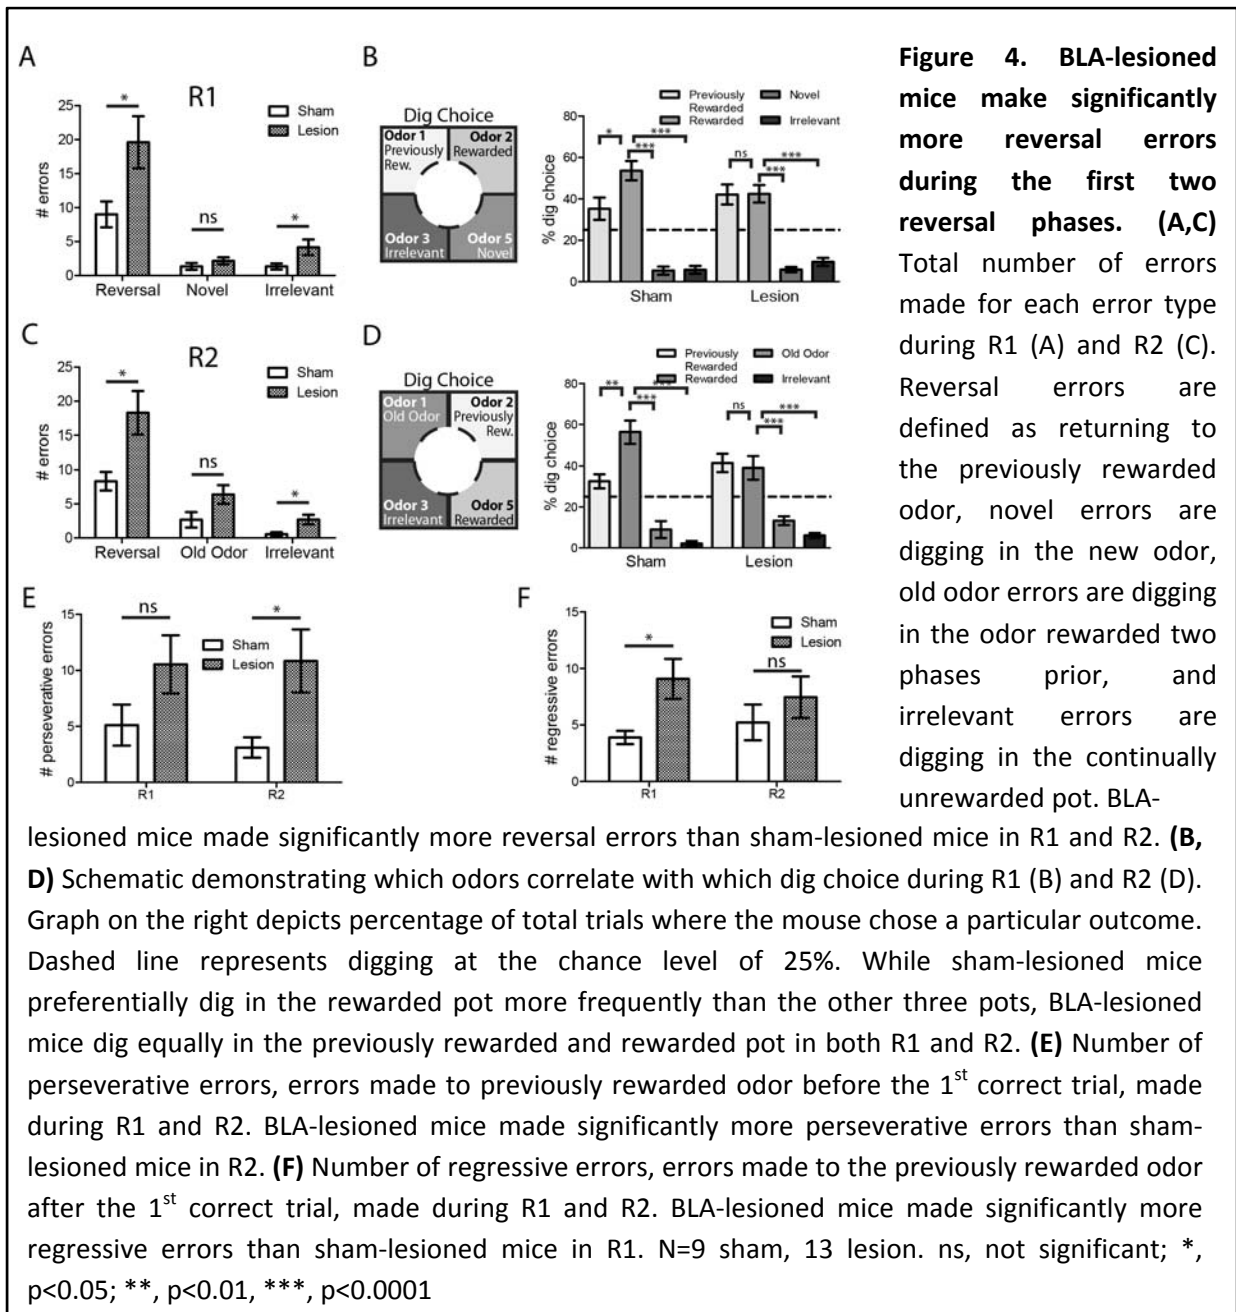 A
R1
# errors
25
20
15
10
5
0
*
ns
*
Sham
Lesion
Reversal
Novel
Irrelevant
B
Dig Choice
Odor 1
Previously
Rew.
Odor 2
Rewarded
Odor 3
Irrelevant
Odor 5
Novel
Previously
Rewarded
Rewarded
Novel
Irrelevant
% dig choice
80
60
40
20
0
*
***
***
ns
***
***
Sham
Lesion
C
R2
# errors
25
20
15
10
5
0
*
ns
*
Sham
Lesion
Reversal
Old Odor
Irrelevant
D
Dig Choice
Odor 1
Old Odor
Odor 2
Previously
Rew.
Odor 3
Irrelevant
Odor 5
Rewarded
Previously
Rewarded
Rewarded
Old Odor
Irrelevant
% dig choice
80
60
40
20
0
**
***
***
ns
***
***
Sham
Lesion
E
# perseverative errors
15
10
5
0
ns
*
Sham
Lesion
R1
R2
F
# regressive errors
15
10
5
0
*
ns
Sham
Lesion
R1
R2
Figure 4. BLA-lesioned
mice make significantly
more reversal errors
during the first two
reversal phases. (A,C)
Total number of errors
made for each error type
during R1 (A) and R2 (C).
Reversal errors are
defined as returning to
the previously rewarded
odor, novel errors are
digging in the new odor,
old odor errors are digging
in the odor rewarded two
phases prior, and
irrelevant errors are
digging in the continually
unrewarded pot. BLA-
lesioned mice made significantly more reversal errors than sham-lesioned mice in R1 and R2. (B,
D) Schematic demonstrating which odors correlate with which dig choice during R1 (B) and R2 (D).
Graph on the right depicts percentage of total trials where the mouse chose a particular outcome.
Dashed line represents digging at the chance level of 25%. While sham-lesioned mice
preferentially dig in the rewarded pot more frequently than the other three pots, BLA-lesioned
mice dig equally in the previously rewarded and rewarded pot in both R1 and R2. (E) Number of
perseverative errors, errors made to previously rewarded odor before the 1st correct trial, made
during R1 and R2. BLA-lesioned mice made significantly more perseverative errors than sham-
lesioned mice in R2. (F) Number of regressive errors, errors made to the previously rewarded odor
after the 1st correct trial, made during R1 and R2. BLA-lesioned mice made significantly more
regressive errors than sham-lesioned mice in R1. N=9 sham, 13 lesion. ns, not significant; *,
p<0.05; **, p<0.01, ***, p<0.0001